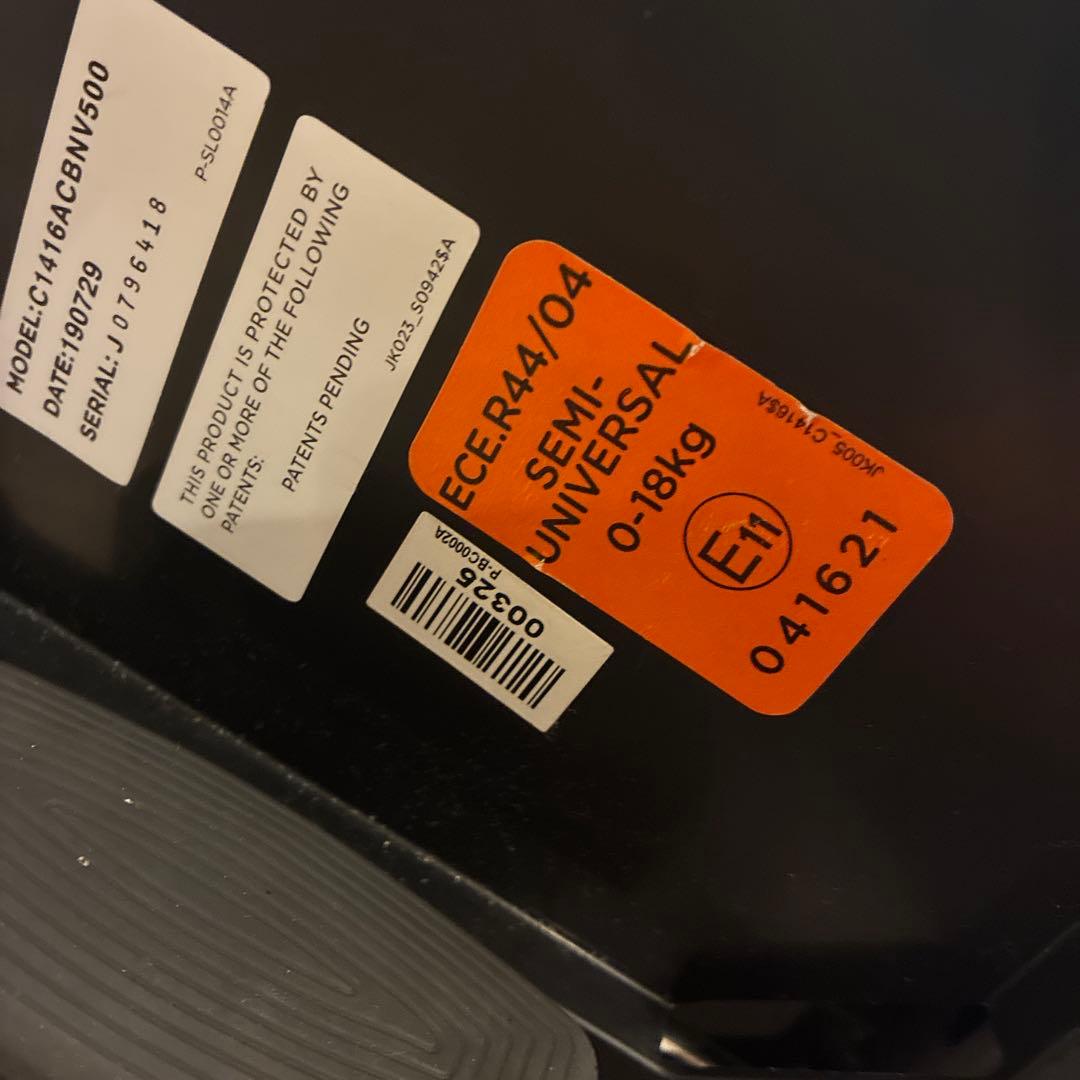 MODEL:C1416ACBNV500
DATE:190729
SERIAL: J 0 7 9 6 4 1 8
P-SL0014A
THIS PRODUCT IS PROTECTED BY
ONE OR MORE OF THE FOLLOWING
PATENTS:
PATENTS PENDING
JK023_S0942$A
ECE.R44/04
SEMI-
UNIVERSAL
0-18kg
E11
041621
JK005_C1416$A
00326
P-BC0002A